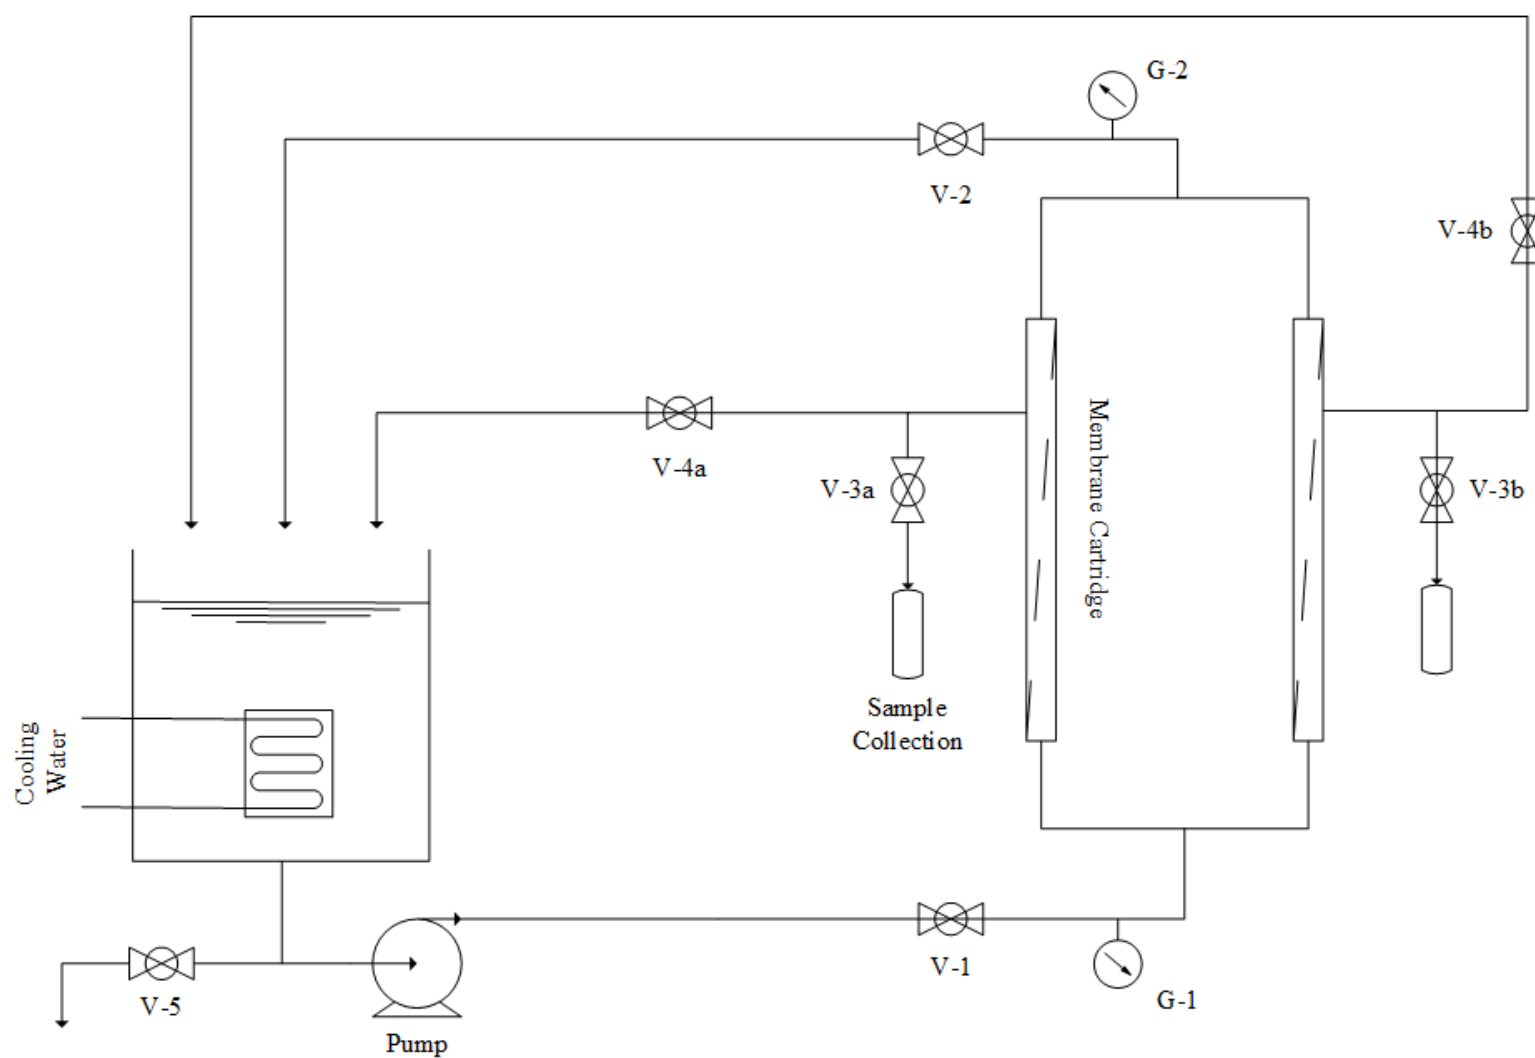 G-2
V-2
V-4b
V-4a
V-3a
V-3b
Membrane Cartridge
Sample
Collection
Cooling
Water
V-1
G-1
V-5
Pump